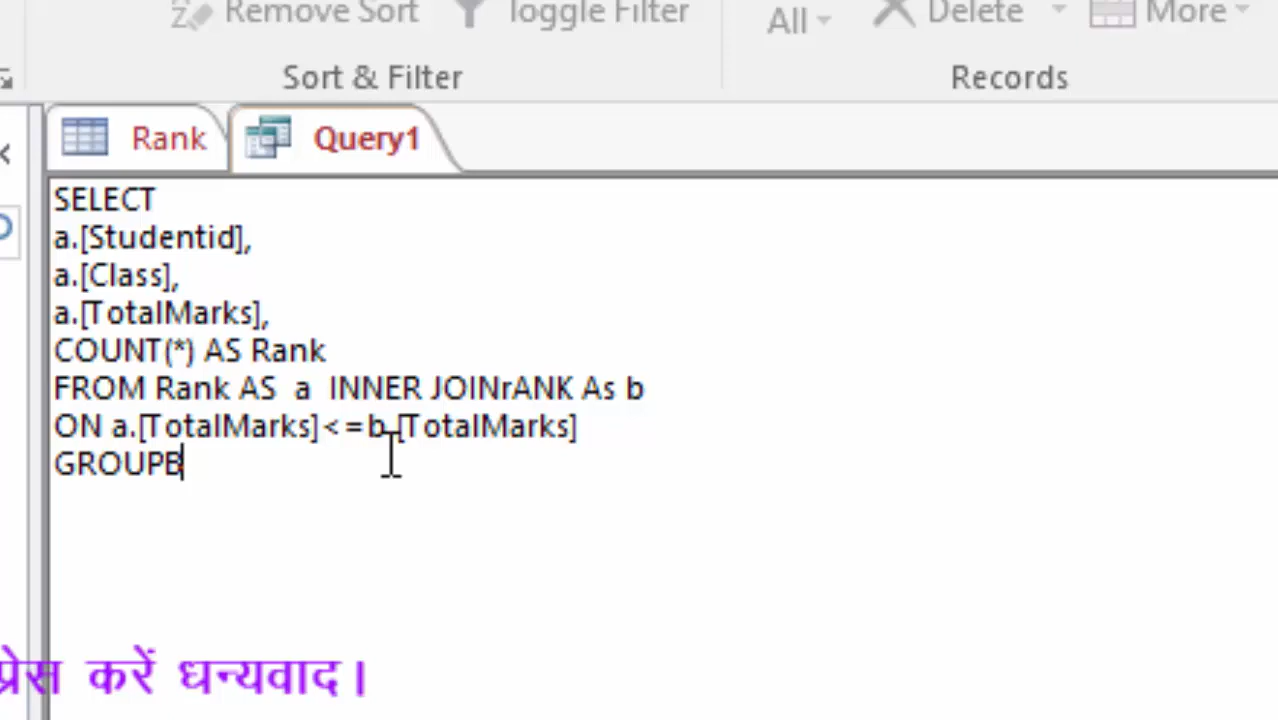 Remove Sort Toggle Filter All Delete More
Sort & Filter Records
Rank Query1
SELECT
a.[Studentid],
a.[Class],
a.[TotalMarks],
COUNT(*) AS Rank
FROM Rank AS a INNER JOINrANK As b
ON a.[TotalMarks]<=b.[TotalMarks]
GROUPB
प्रेस करें धन्यवाद।